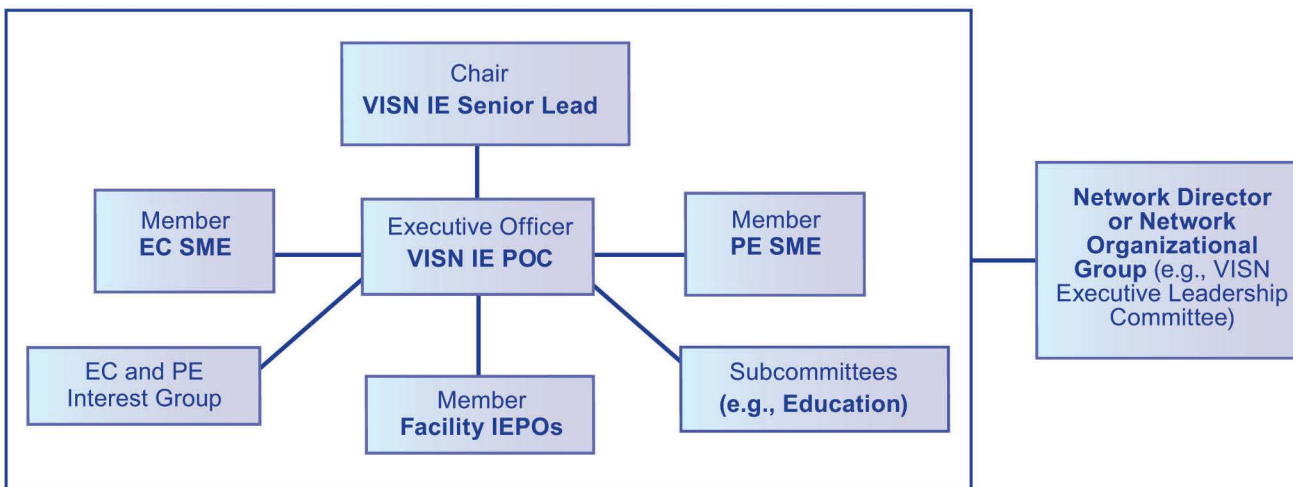 Chair
VISN IE Senior Lead
Member
EC SME
Executive Officer
VISN IE POC
Member
PE SME
EC and PE
Interest Group
Member
Facility IEPOs
Subcommittees
(e.g., Education)
Network Director
or Network
Organizational
Group (e.g., VISN
Executive Leadership
Committee)